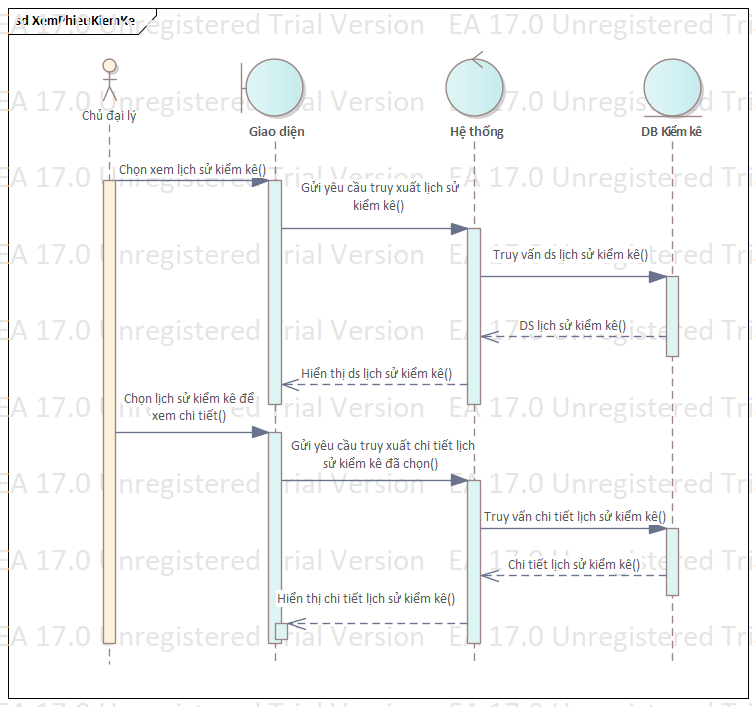 sd XemPhieuKiemKe
EA 17.0 Unregistered Trial Version EA 17.0 Unregistered Tria
Chủ đại lý
Giao diện
Hệ thống
DB Kiểm kê
Chọn xem lịch sử kiểm kê()
Gửi yêu cầu truy xuất lịch sử
kiểm kê()
Truy vấn ds lịch sử kiểm kê()
DS lịch sử kiểm kê()
Hiển thị ds lịch sử kiểm kê()
Chọn lịch sử kiểm kê để
xem chi tiết()
Gửi yêu cầu truy xuất chi tiết lịch
sử kiểm kê đã chọn()
Truy vấn chi tiết lịch sử kiểm kê()
Chi tiết lịch sử kiểm kê()
Hiển thị chi tiết lịch sử kiểm kê()